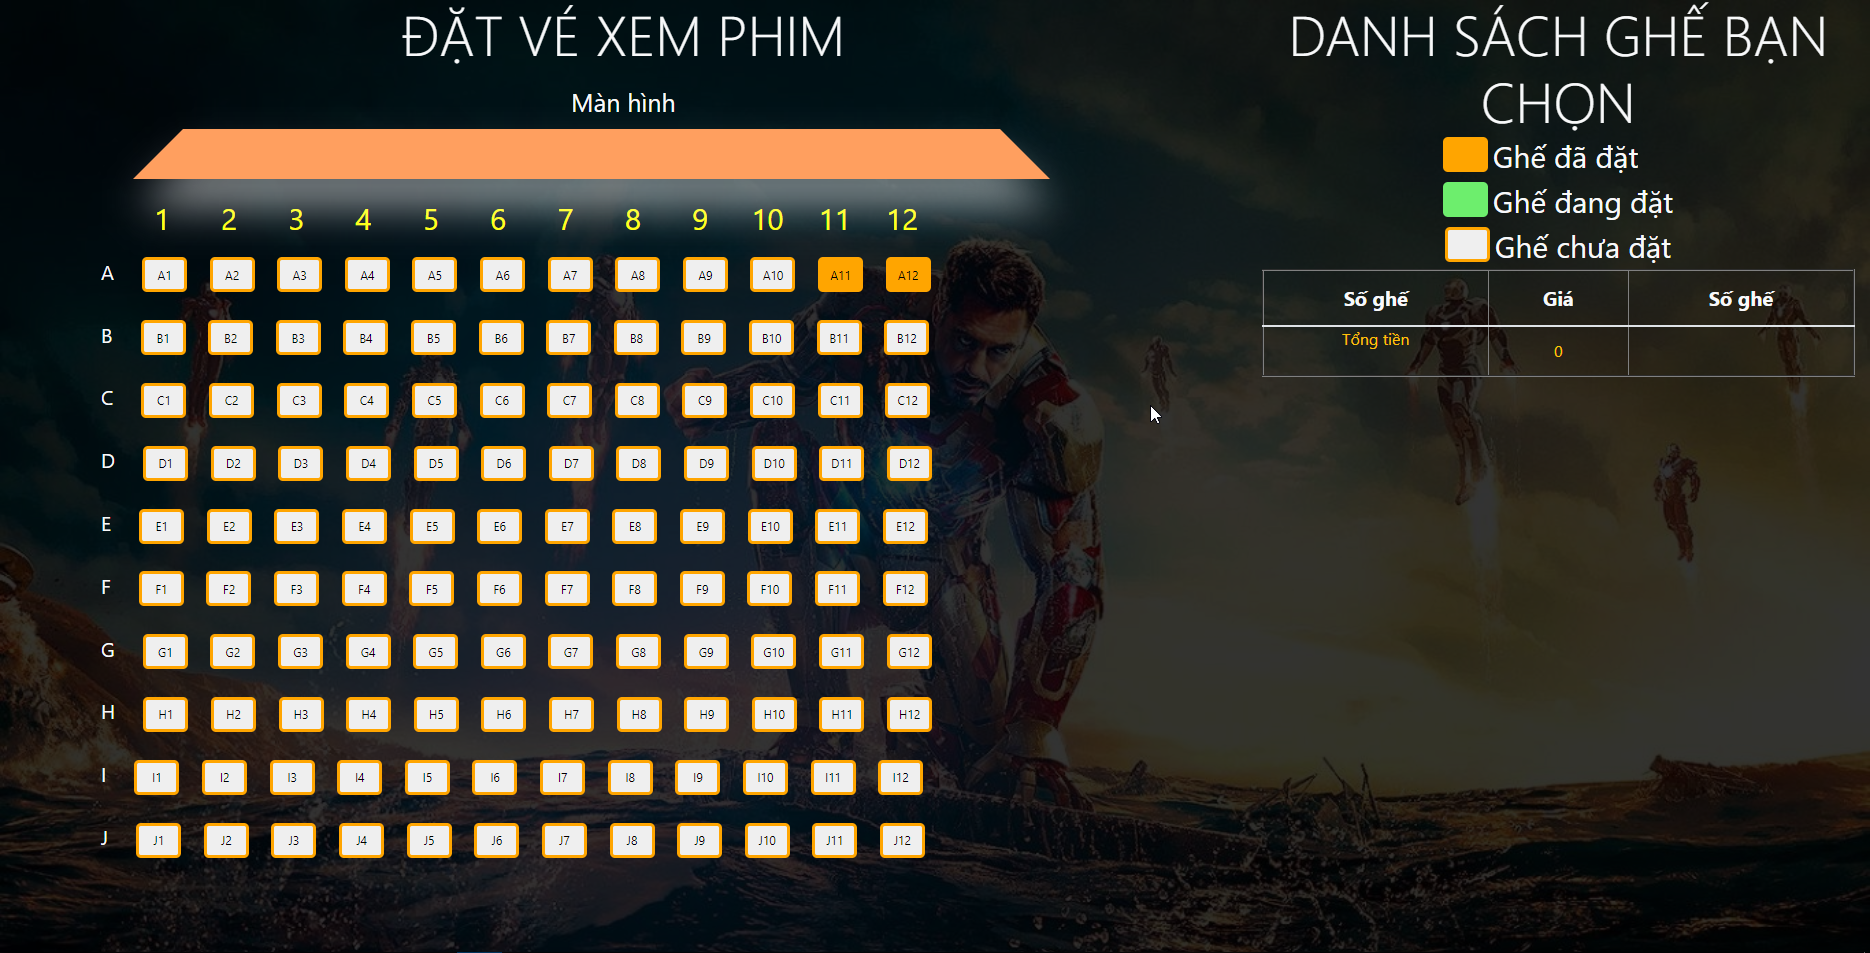 ĐẶT VÉ XEM PHIM
Màn hình
1 2 3 4 5 6 7 8 9 10 11 12
A A1 A2 A3 A4 A5 A6 A7 A8 A9 A10 A11 A12
B B1 B2 B3 B4 B5 B6 B7 B8 B9 B10 B11 B12
C C1 C2 C3 C4 C5 C6 C7 C8 C9 C10 C11 C12
D D1 D2 D3 D4 D5 D6 D7 D8 D9 D10 D11 D12
E E1 E2 E3 E4 E5 E6 E7 E8 E9 E10 E11 E12
F F1 F2 F3 F4 F5 F6 F7 F8 F9 F10 F11 F12
G G1 G2 G3 G4 G5 G6 G7 G8 G9 G10 G11 G12
H H1 H2 H3 H4 H5 H6 H7 H8 H9 H10 H11 H12
I I1 I2 I3 I4 I5 I6 I7 I8 I9 I10 I11 I12
J J1 J2 J3 J4 J5 J6 J7 J8 J9 J10 J11 J12
DANH SÁCH GHẾ BẠN
CHỌN
Ghế đã đặt
Ghế đang đặt
Ghế chưa đặt
Số ghế Giá Số ghế
Tổng tiền 0